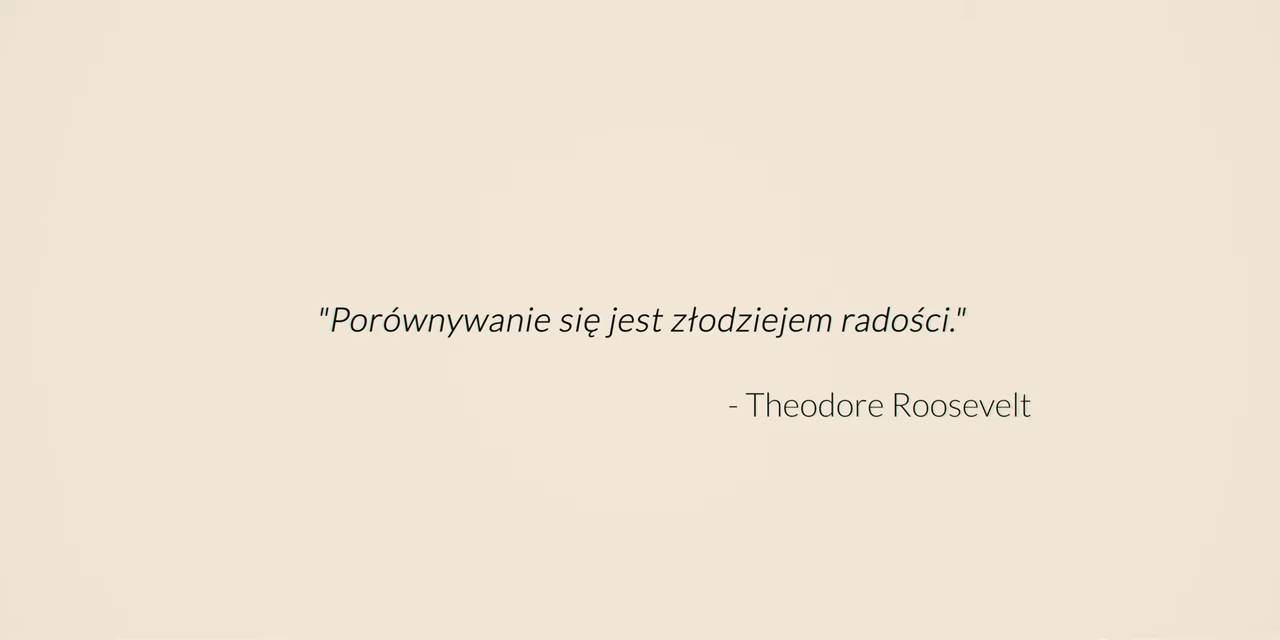 "Porównywanie się jest złodziejem radości."
- Theodore Roosevelt